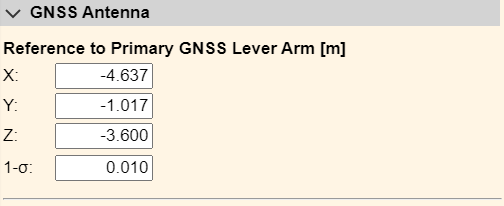 GNSS Antenna
Reference to Primary GNSS Lever Arm [m]
X: -4.637
Y: -1.017
Z: -3.600
1-σ: 0.010